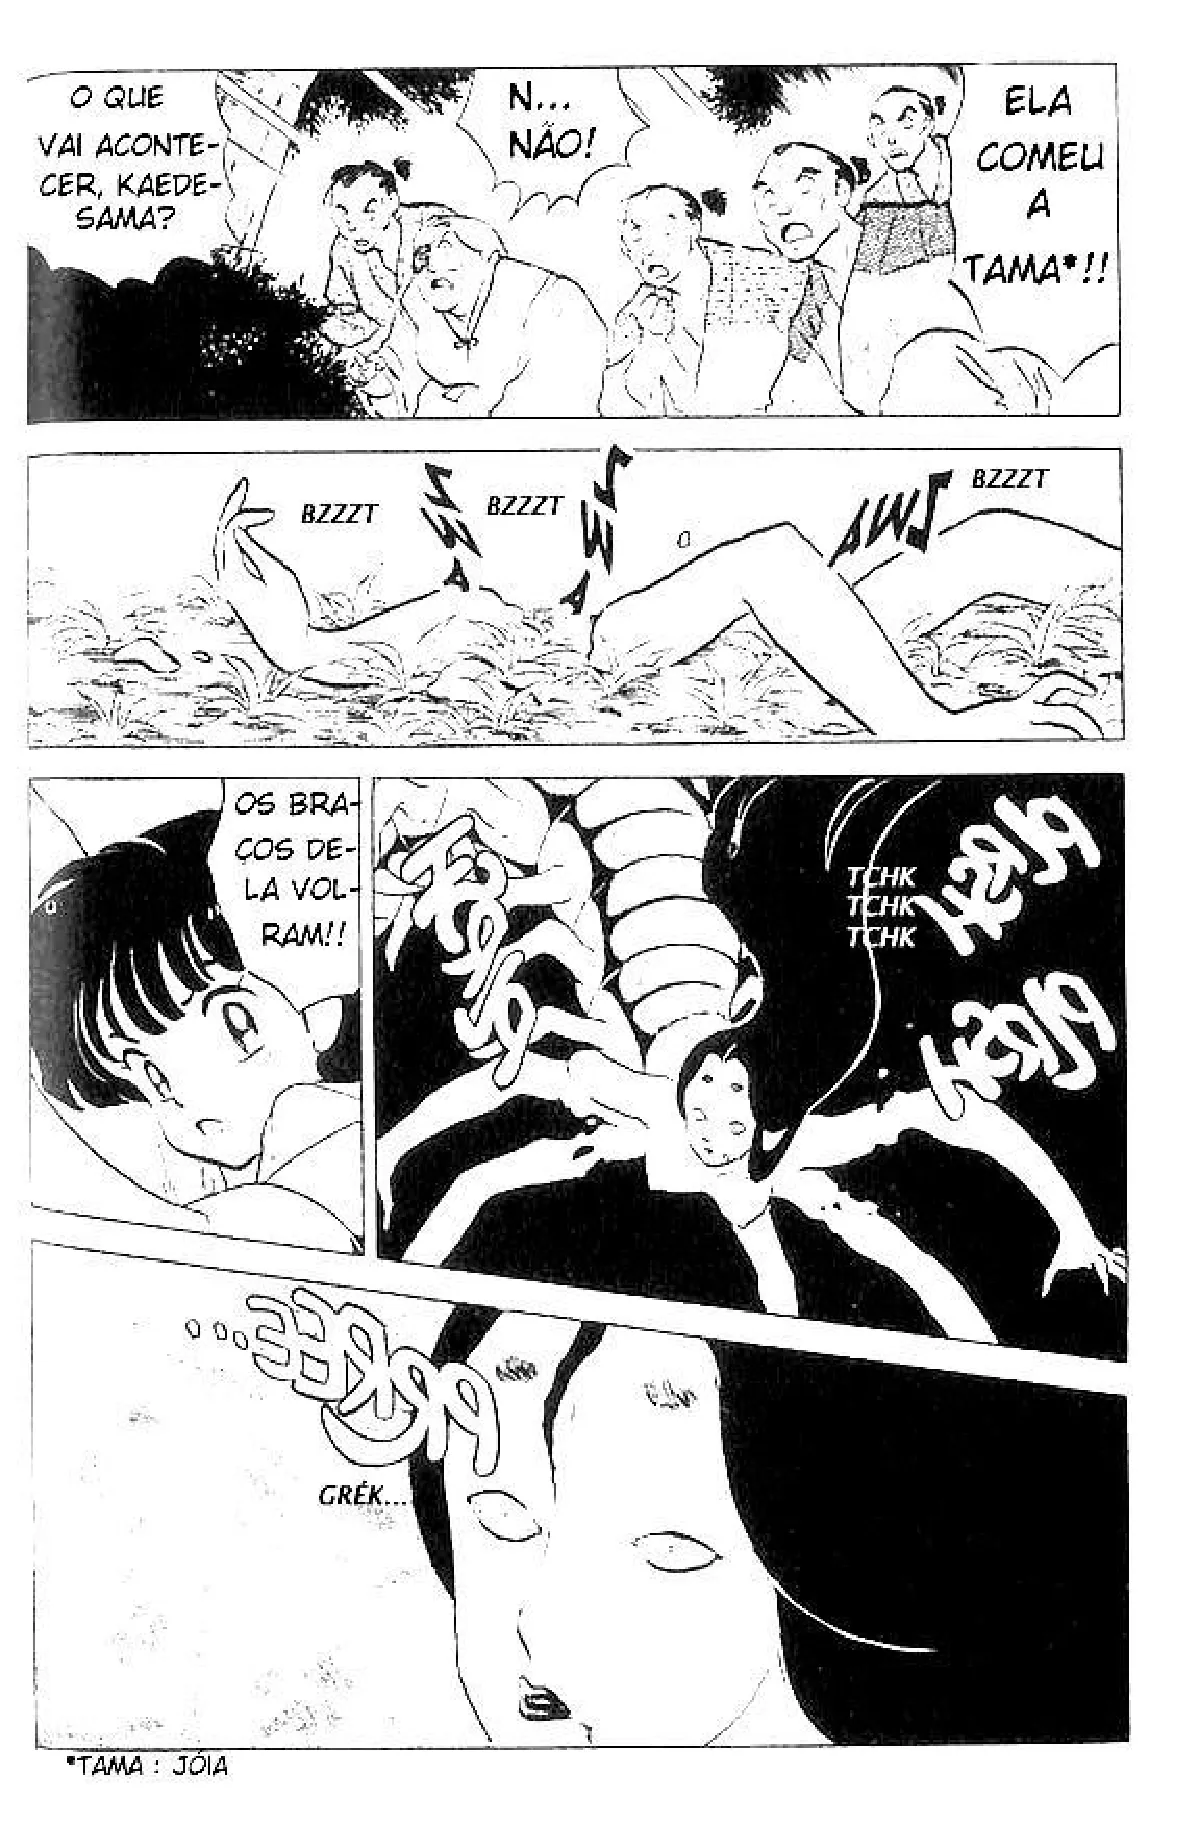 ELA
COMEU
A
TAMA*!!
N...
NÃO!
O QUE
VAI ACONTE-
CER, KAEDE-
SAMA?
BZZZT
BZZZT
BZZZT
TCHK
TCHK
TCHK
OS BRA-
COS DE-
LA VOL-
RAM!!
GRÉK...
*TAMA : JÓIA